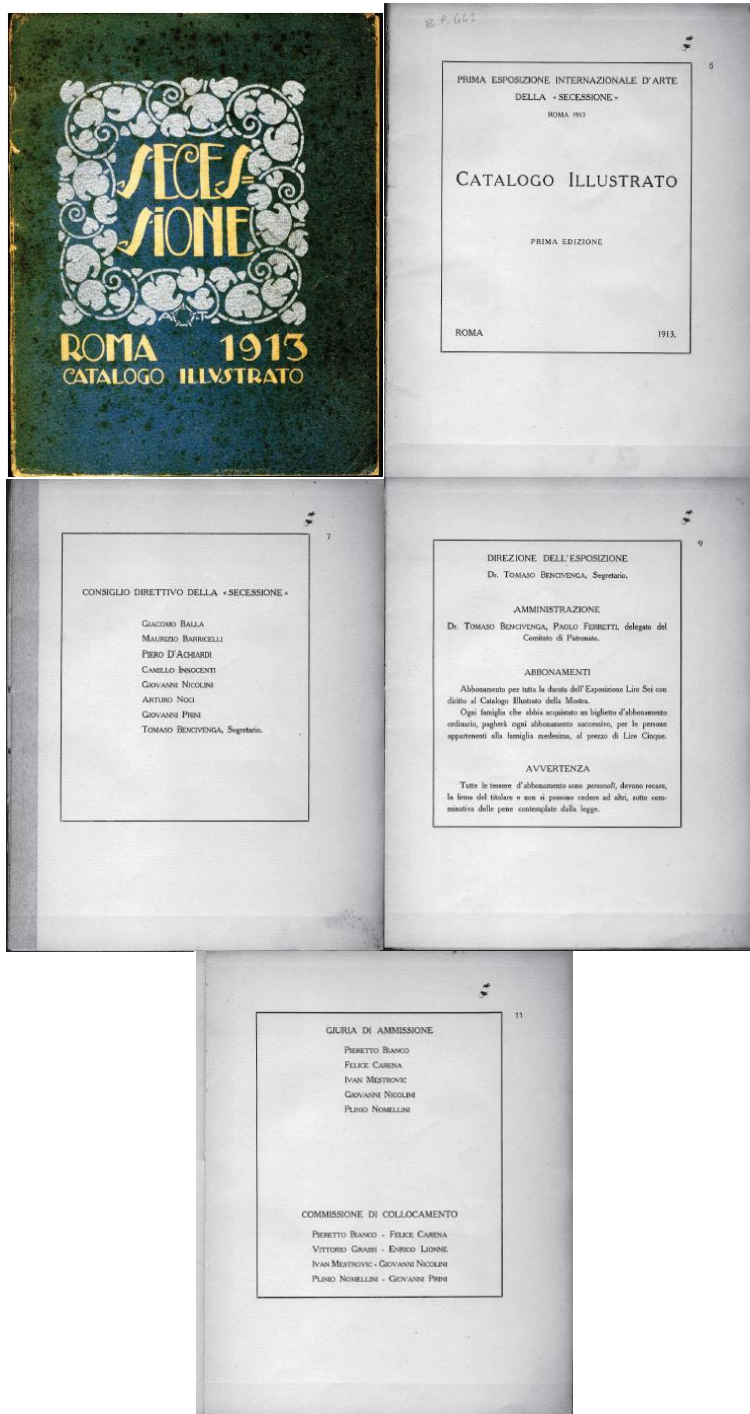 SECES=
SIONE
ROMA 1913
CATALOGO ILLVSTRATO
R.P. 661
5
PRIMA ESPOSIZIONE INTERNAZIONALE D'ARTE
DELLA «SECESSIONE»
ROMA 1913
CATALOGO ILLUSTRATO
PRIMA EDIZIONE
ROMA 1913.
7
CONSIGLIO DIRETTIVO DELLA «SECESSIONE»
GIACOMO BALLA
MAURIZIO BARRICELLI
PIERO D'ACHIARDI
CAMILLO INNOCENTI
GIOVANNI NICOLINI
ARTURO NOCI
GIOVANNI PRINI
TOMASO BENCIVENGA, Segretario.
9
DIREZIONE DELL'ESPOSIZIONE
Dr. TOMASO BENCIVENGA, Segretario.
AMMINISTRAZIONE
Dr. TOMASO BENCIVENGA, PAOLO FERRETTI, delegato del
Comitato di Patronato.
ABBONAMENTI
Abbonamento per tutta la durata dell'Esposizione Lire Sei con
diritto al Catalogo Illustrato della Mostra.
Ogni famiglia che abbia acquistato un biglietto d'abbonamento
ordinario, pagherà ogni abbonamento successivo, per le persone
appartenenti alla famiglia medesima, al prezzo di Lire Cinque.
AVVERTENZA
Tutte le tessere d'abbonamento sono personali, devono recare,
la firma del titolare e non si possono cedere ad altri, sotto com-
minativa delle pene contemplate dalla legge.
11
GIURIA DI AMMISSIONE
PIERETTO BIANCO
FELICE CARENA
IVAN MESTROVIC
GIOVANNI NICOLINI
PLINIO NOMELLINI
COMMISSIONE DI COLLOCAMENTO
PIERETTO BIANCO - FELICE CARENA
VITTORIO GRASSI - ENRICO LIONNE
IVAN MESTROVIC - GIOVANNI NICOLINI
PLINIO NOMELLINI - GIOVANNI PRINI